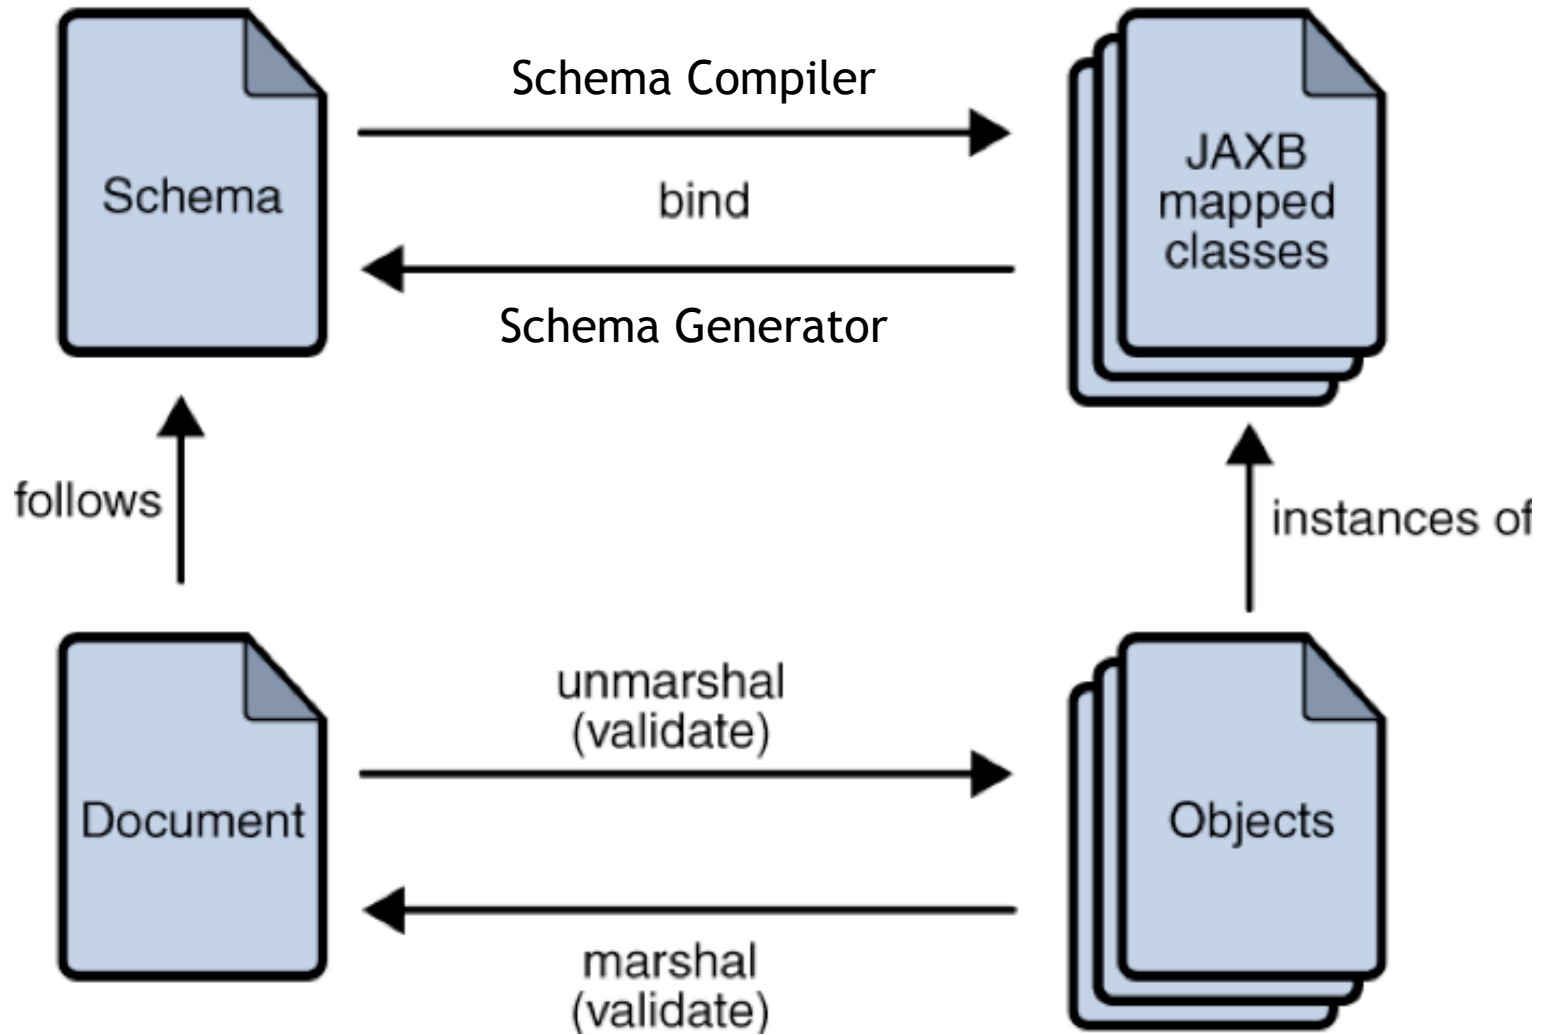 Schema Compiler
Schema
bind
JAXB
mapped
classes
Schema Generator
follows
instances of
unmarshal
(validate)
Document
Objects
marshal
(validate)